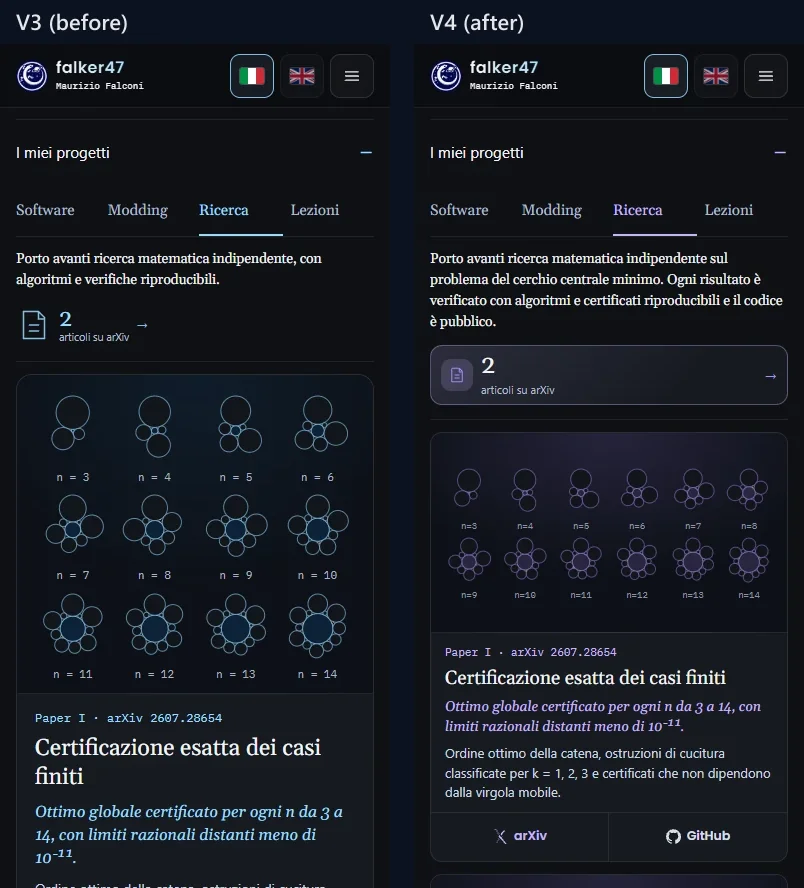 V3 (before)
falker47
Maurizio Falconi
I miei progetti
Software Modding Ricerca Lezioni
Porto avanti ricerca matematica indipendente, con
algoritmi e verifiche riproducibili.
2
articoli su arXiv →
n = 3 n = 4 n = 5 n = 6
n = 7 n = 8 n = 9 n = 10
n = 11 n = 12 n = 13 n = 14
Paper I · arXiv 2607.28654
Certificazione esatta dei casi
finiti
Ottimo globale certificato per ogni n da 3 a
14, con limiti razionali distanti meno di
10⁻¹¹.
Ordine ottimo della catena, ostruzioni di cucitura
V4 (after)
falker47
Maurizio Falconi
I miei progetti
Software Modding Ricerca Lezioni
Porto avanti ricerca matematica indipendente sul
problema del cerchio centrale minimo. Ogni risultato è
verificato con algoritmi e certificati riproducibili e il codice
è pubblico.
2
articoli su arXiv →
n=3 n=4 n=5 n=6 n=7 n=8
n=9 n=10 n=11 n=12 n=13 n=14
Paper I · arXiv 2607.28654
Certificazione esatta dei casi finiti
Ottimo globale certificato per ogni n da 3 a 14, con
limiti razionali distanti meno di 10⁻¹¹.
Ordine ottimo della catena, ostruzioni di cucitura
classificate per k = 1, 2, 3 e certificati che non dipendono
dalla virgola mobile.
arXiv GitHub